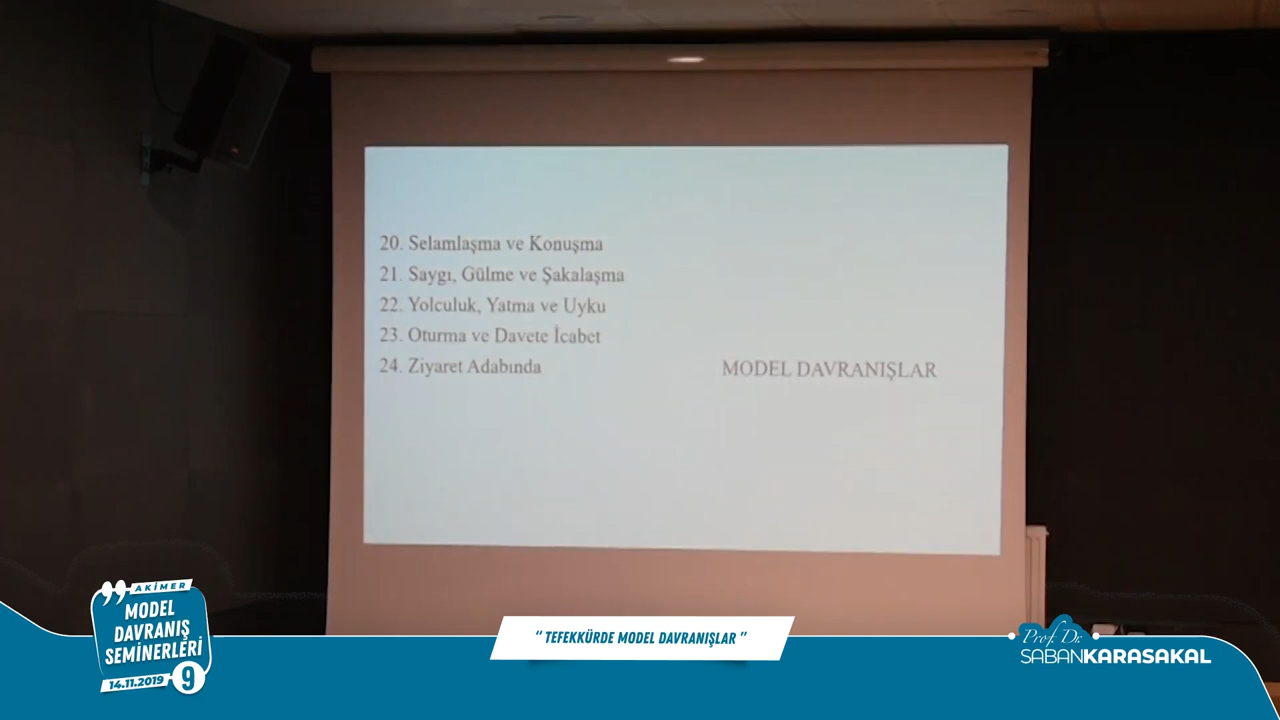 20. Selamlaşma ve Konuşma
21. Saygı, Gülme ve Şakalaşma
22. Yolculuk, Yatma ve Uyku
23. Oturma ve Davete İcabet
24. Ziyaret Adabında
MODEL DAVRANIŞLAR
AKİMER
MODEL
DAVRANIŞ
SEMİNERLERİ
14.11.2019
9
“ TEFEKKÜRDE MODEL DAVRANIŞLAR ”
Prof. Dr.
ŞABANKARASAKAL